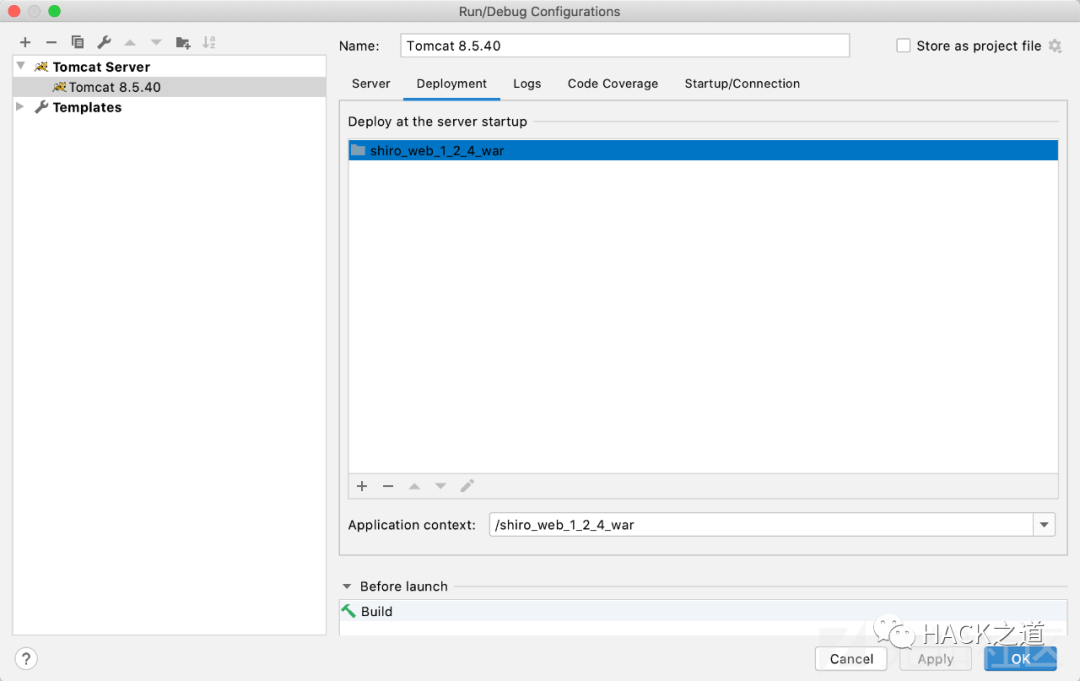 Run/Debug Configurations
Name: Tomcat 8.5.40 Store as project file
Tomcat Server
Tomcat 8.5.40
Templates
Server Deployment Logs Code Coverage Startup/Connection
Deploy at the server startup
shiro_web_1_2_4_war
Application context: /shiro_web_1_2_4_war
Before launch
Build
HACK之道
? Cancel Apply OK